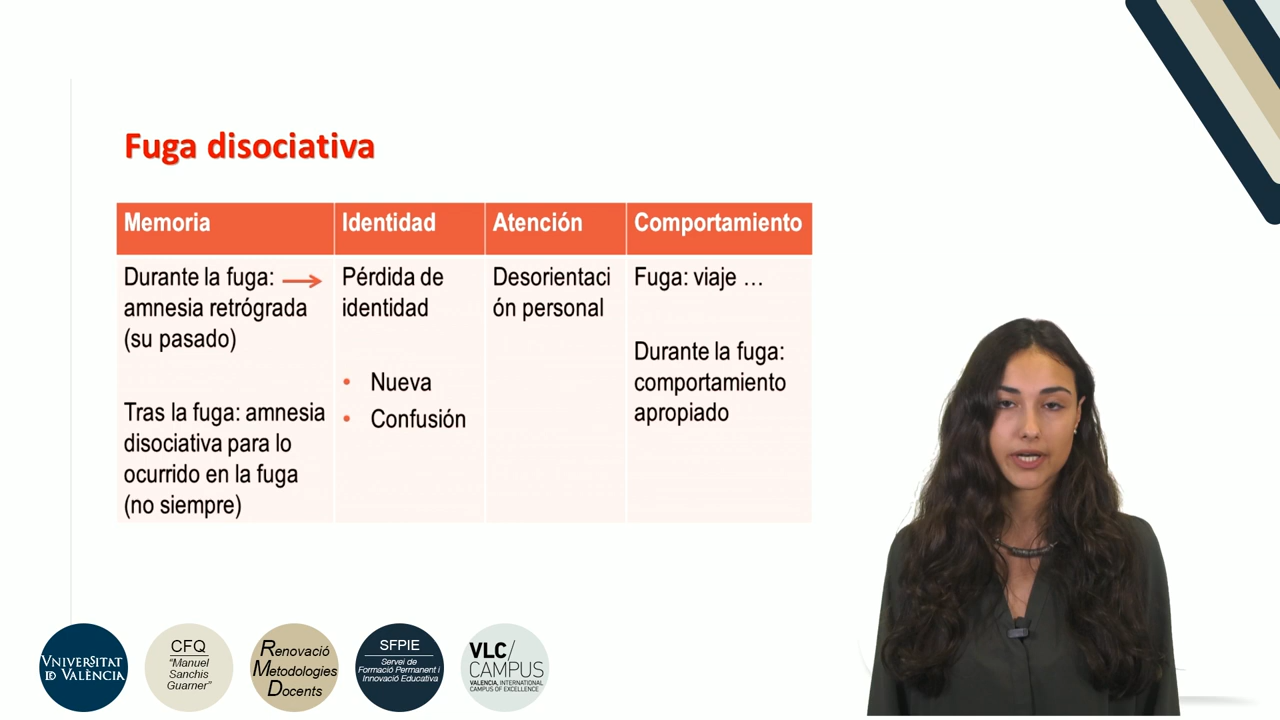 Fuga disociativa
Memoria
Identidad
Atención
Comportamiento
Durante la fuga:
amnesia retrógrada
(su pasado)
Tras la fuga: amnesia
disociativa para lo
ocurrido en la fuga
(no siempre)
Pérdida de
identidad
• Nueva
• Confusión
Desorientaci
ón personal
Fuga: viaje ...
Durante la fuga:
comportamiento
apropiado
VNIVERSITAT
ID VALÈNCIA
CFQ
"Manuel
Sanchis
Guarner"
Renovació
Metodologies
Docents
SFPIE
Servei de
Formació Permanent i
Innovació Educativa
VLC/
CAMPUS
VALENCIA, INTERNATIONAL
CAMPUS OF EXCELLENCE